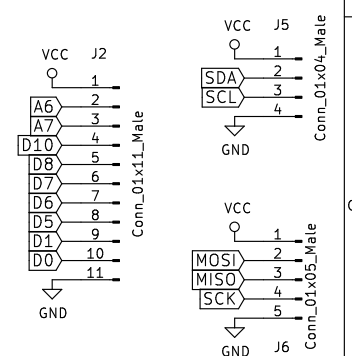 VCC J2
1
A6 2
A7 3
D10 4
D8 5
D7 6
D6 7
D5 8
D1 9
D0 10
11
GND
Conn_01x11_Male
VCC J5
1
SDA 2
SCL 3
4
GND
Conn_01x04_Male
VCC
1
MOSI 2
MISO 3
SCK 4
5
GND J6
Conn_01x05_Male